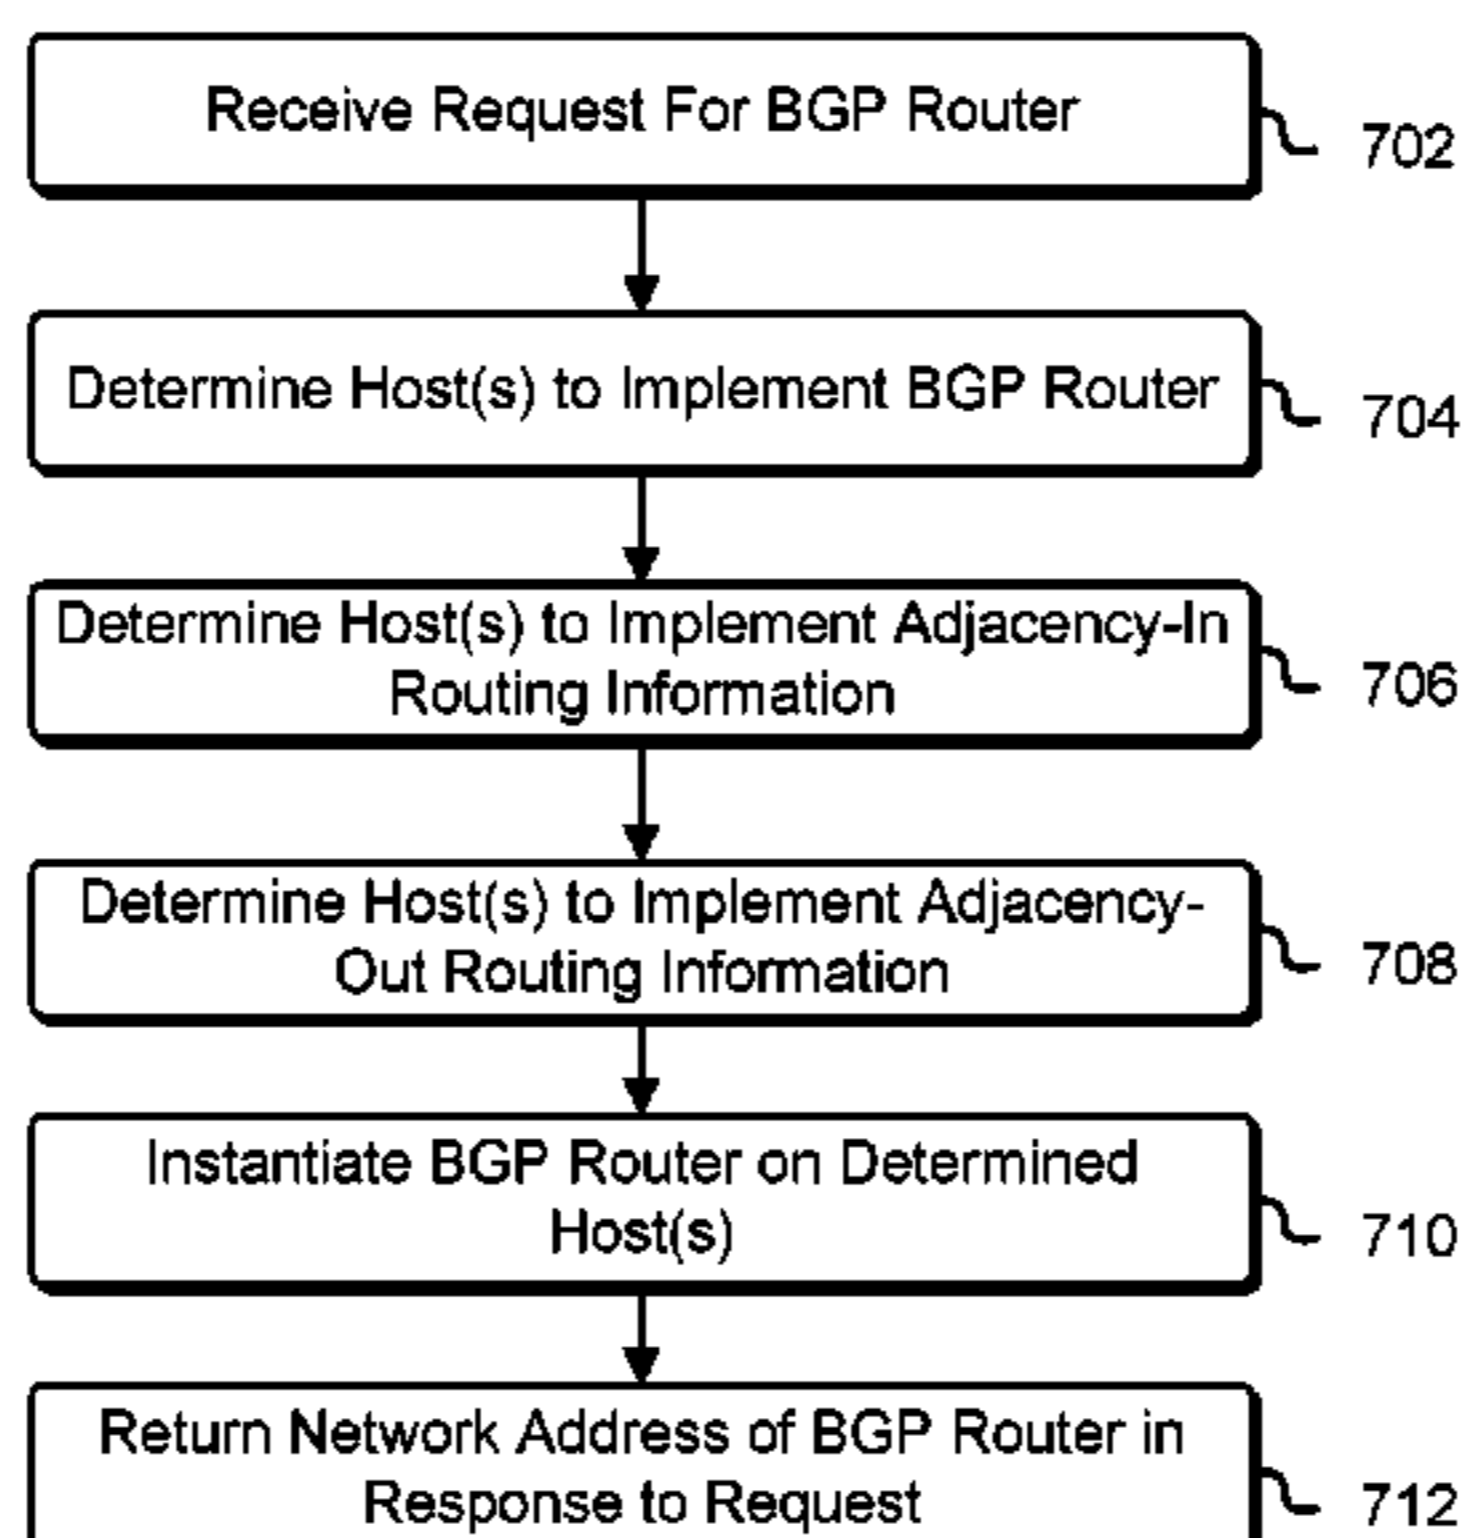 Receive Request For BGP Router
702
Determine Host(s) to Implement BGP Router
704
Determine Host(s) to Implement Adjacency-In
Routing Information
706
Determine Host(s) to Implement Adjacency-
Out Routing Information
708
Instantiate BGP Router on Determined
Host(s)
710
Return Network Address of BGP Router in
Response to Request
712